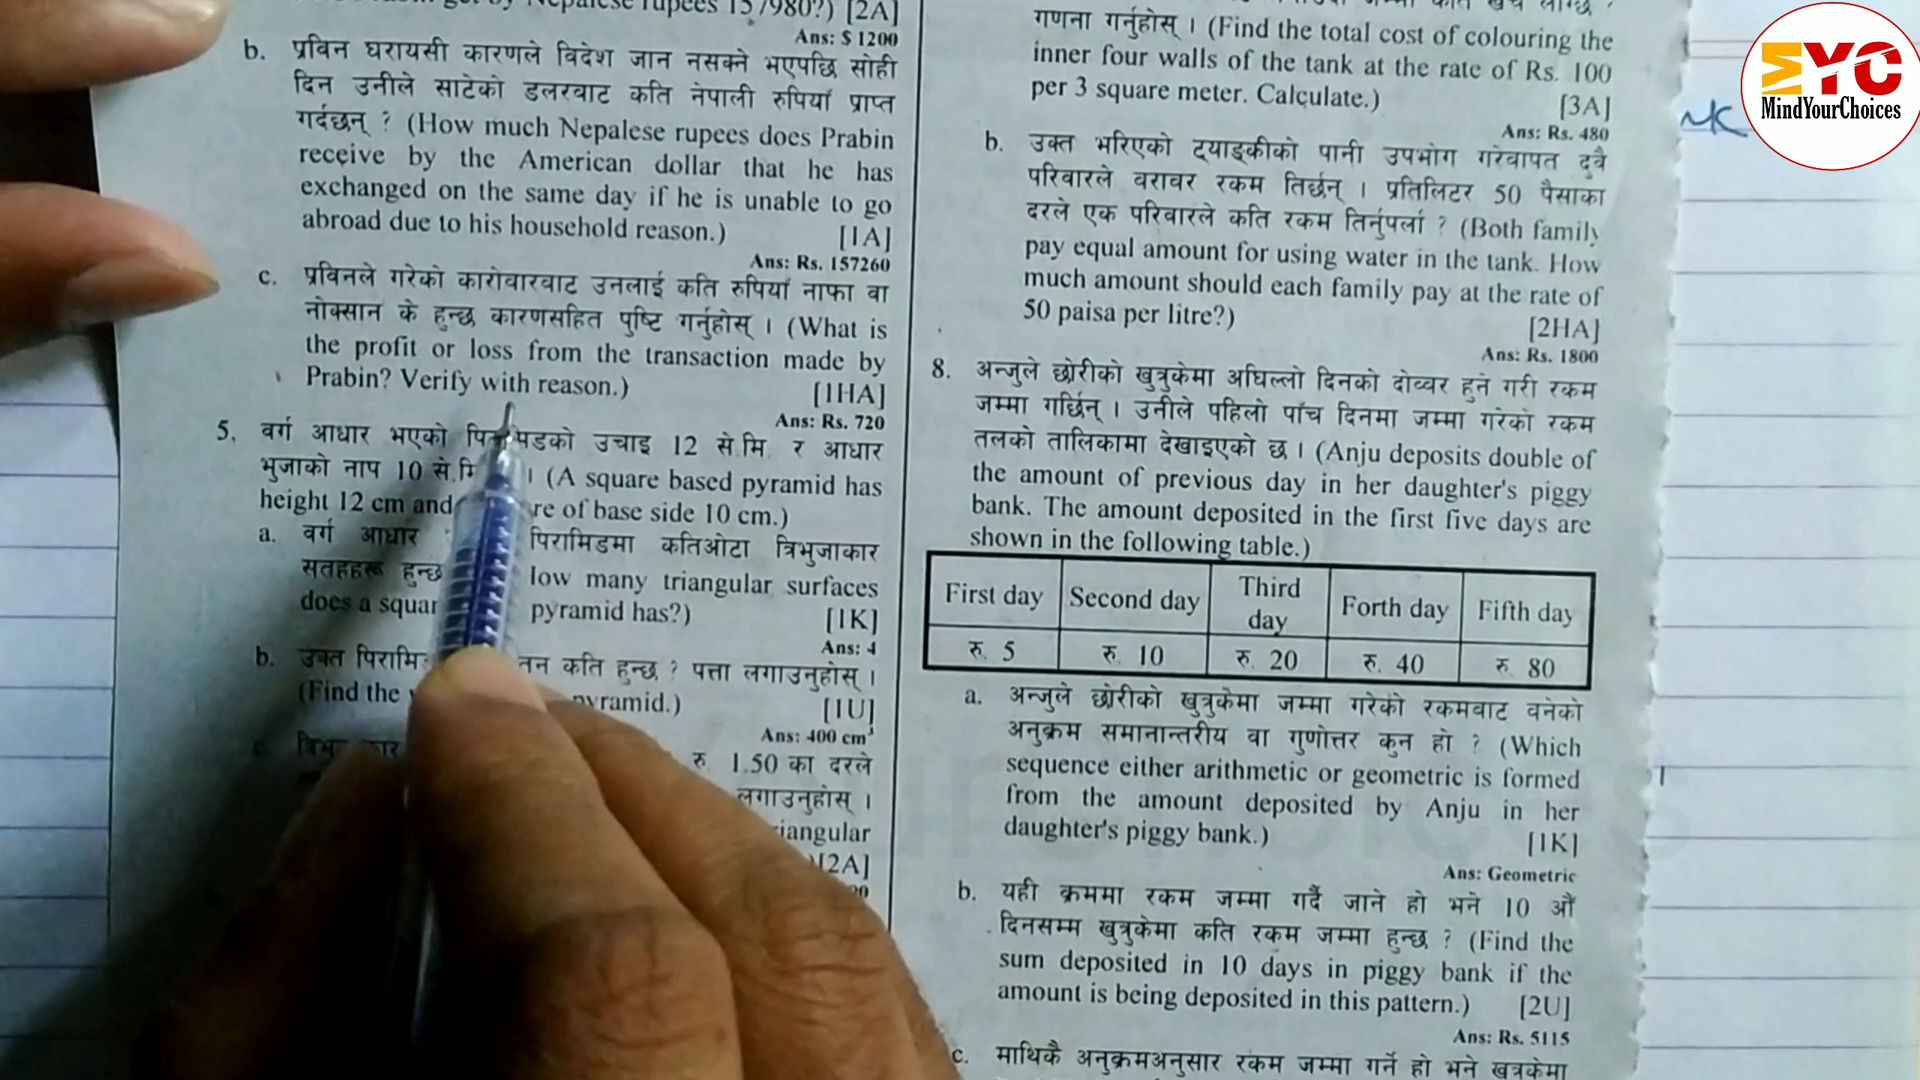 Nepalese rupees 157980?) [2A]
Ans: $ 1200
b. प्रविन घरायसी कारणले विदेश जान नसक्ने भएपछि सोही
दिन उनीले साटेको डलरबाट कति नेपाली रुपियाँ प्राप्त
गर्दछन् ? (How much Nepalese rupees does Prabin
receive by the American dollar that he has
exchanged on the same day if he is unable to go
abroad due to his household reason.) [1A]
Ans: Rs. 157260
c. प्रविनले गरेको कारोवारबाट उनलाई कति रुपियाँ नाफा वा
नोक्सान के हुन्छ कारणसहित पुष्टि गर्नुहोस् । (What is
the profit or loss from the transaction made by
Prabin? Verify with reason.) [1HA]
Ans: Rs. 720
5. वर्ग आधार भएको उचाइ 12 से.मि. र आधार
भुजाको नाप 10 से.मि । (A square based pyramid has
height 12 cm and re of base side 10 cm.)
a. वर्ग आधार पिरामिडमा कतिओटा त्रिभुजाकार
सतहहरू हुन्छ low many triangular surfaces
does a squar pyramid has?) [1K]
Ans: 4
b. उक्त पिरामि तन कति हुन्छ ? पत्ता लगाउनुहोस् ।
(Find the pyramid.) [1U]
Ans: 400 cm³
c. रु 1.50 का दरले
लगाउनुहोस् ।
iangular
[2A]
गणना गर्नुहोस् । (Find the total cost of colouring the
inner four walls of the tank at the rate of Rs. 100
per 3 square meter. Calculate.) [3A]
Ans: Rs. 480
b. उक्त भरिएको ट्याङ्कीको पानी उपभोग गरेवापत दुवै
परिवारले बराबर रकम तिर्छन् । प्रतिलिटर 50 पैसाका
दरले एक परिवारले कति रकम तिर्नुपर्ला ? (Both family
pay equal amount for using water in the tank. How
much amount should each family pay at the rate of
50 paisa per litre?) [2HA]
Ans: Rs. 1800
8. अन्जुले छोरीको खुत्रुकेमा अघिल्लो दिनको दोब्बर हुने गरी रकम
जम्मा गर्छिन् । उनीले पहिलो पाँच दिनमा जम्मा गरेको रकम
तलको तालिकामा देखाइएको छ । (Anju deposits double of
the amount of previous day in her daughter's piggy
bank. The amount deposited in the first five days are
shown in the following table.)
First day Second day Third day Forth day Fifth day
रु. 5 रु. 10 रु. 20 रु. 40 रु. 80
a. अन्जुले छोरीको खुत्रुकेमा जम्मा गरेको रकमबाट बनेको
अनुक्रम समानान्तरीय वा गुणोत्तर कुन हो ? (Which
sequence either arithmetic or geometric is formed
from the amount deposited by Anju in her
daughter's piggy bank.) [1K]
Ans: Geometric
b. यही क्रममा रकम जम्मा गर्दै जाने हो भने 10 औँ
दिनसम्म खुत्रुकेमा कति रकम जम्मा हुन्छ ? (Find the
sum deposited in 10 days in piggy bank if the
amount is being deposited in this pattern.) [2U]
Ans: Rs. 5115
c. माथिकै अनुक्रमअनुसार रकम जम्मा गर्ने हो भने खुत्रुकेमा
MYC
MindYourChoices